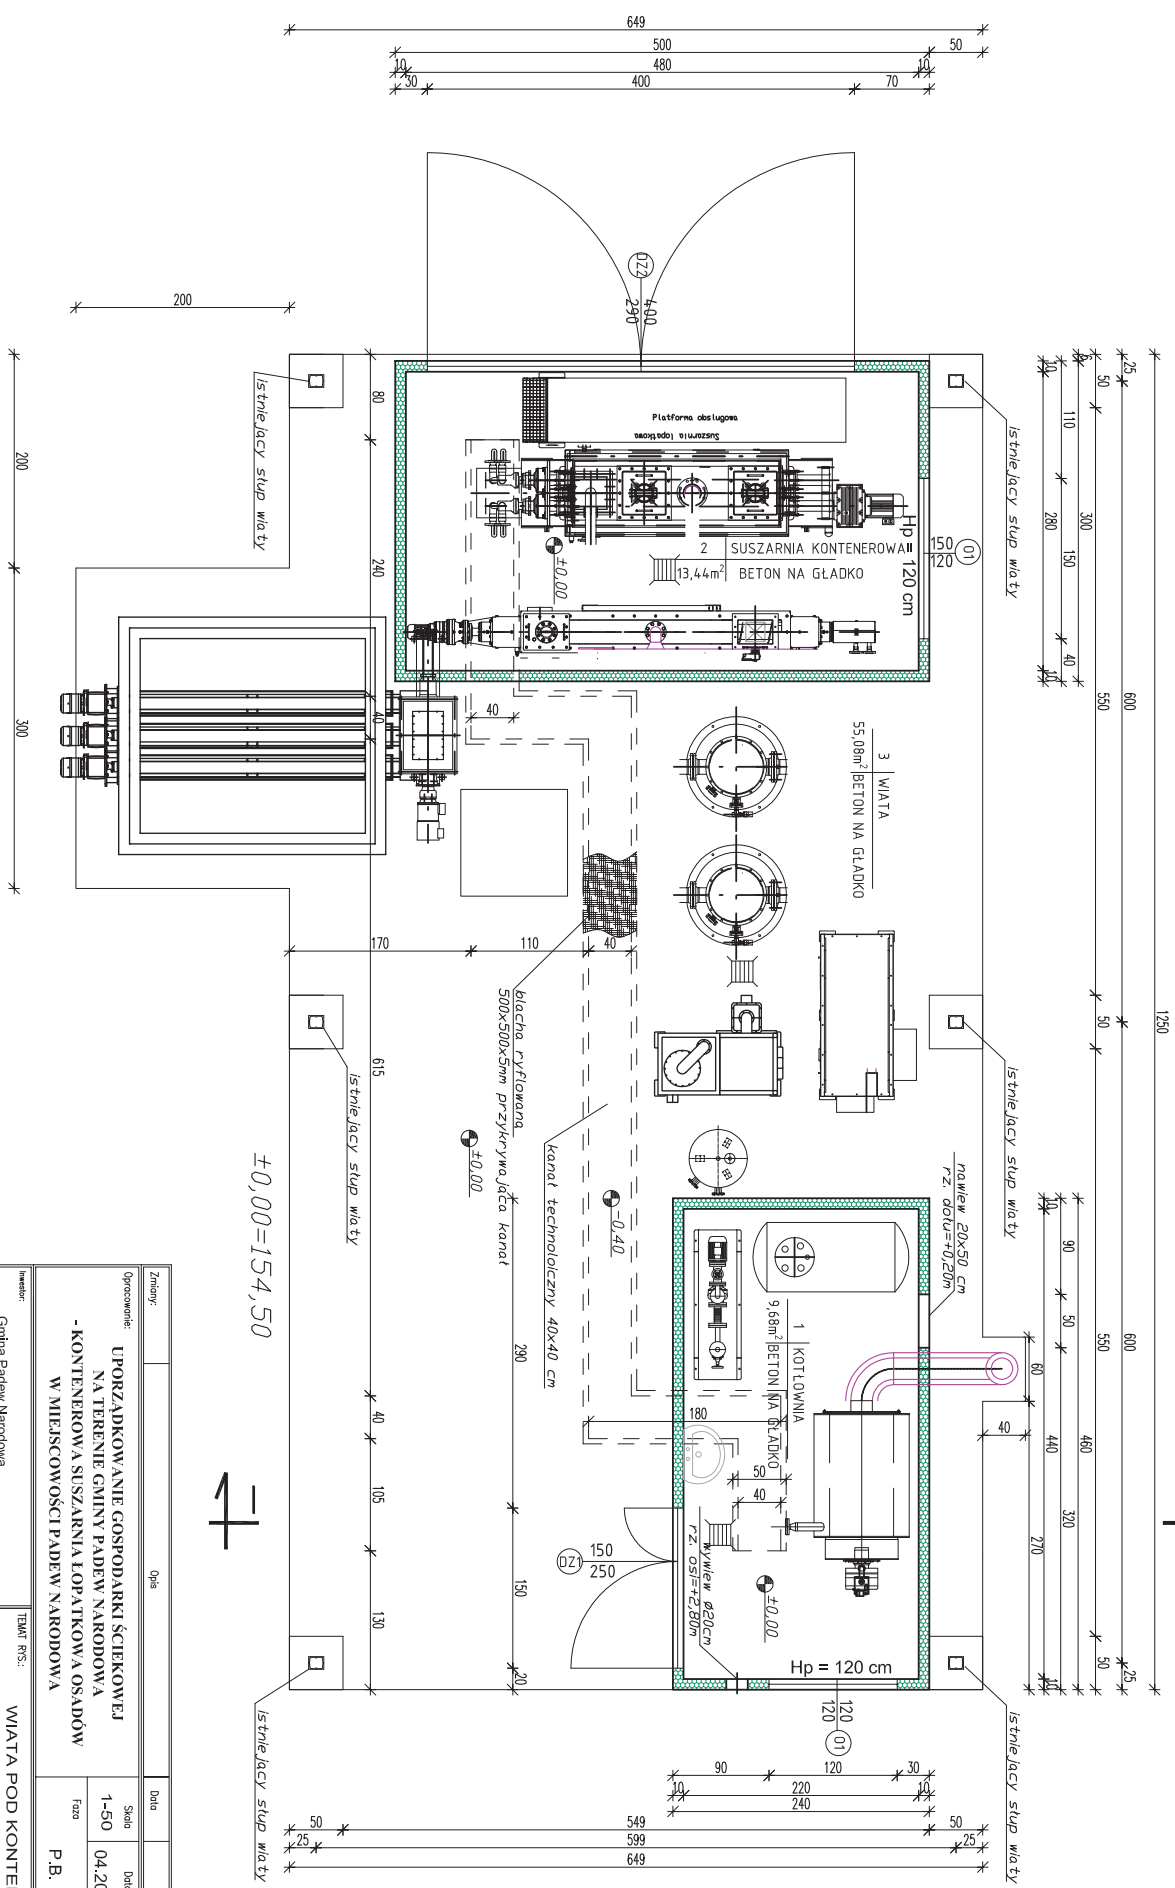 649
500
50
10
480
10
30
400
70
DZ2
400
290
200
istniejący słup wiaty
istniejący słup wiaty
200
300
80
240
40
615
40
105
130
Platforma obsługowa
Suszarnia łopatkowa
2
SUSZARNIA KONTENEROWA
13,44m²
BETON NA GŁADKO
Hp = 120 cm
±0,00
150
120
01
10
110
150
40
10
280
300
50
550
50
550
50
25
600
600
25
1250
40
3
WIATA
55,08m²
BETON NA GŁADKO
170
110
40
blacha ryflowana
500x500x5mm przykrywająca kanał
kanał technoloiczny 40x40 cm
istniejący słup wiaty
istniejący słup wiaty
±0,00
-0,40
nawiew 20x50 cm
rz. dołu=+0,20m
10
90
50
320
10
440
460
60
40
270
1
KOTŁOWNIA
9,68m²
BETON NA GŁADKO
180
50
40
290
150
20
DZ1
150
250
wywiew Ø20cm
rz. osi=+2,80m
±0,00
Hp = 120 cm
120
120
01
istniejący słup wiaty
istniejący słup wiaty
90
120
30
10
220
10
240
50
549
50
25
599
25
649
±0,00=154,50
1
Zmiany:
Opis
Data
Opracowanie:
UPORZĄDKOWANIE GOSPODARKI ŚCIEKOWEJ
NA TERENIE GMINY PADEW NARODOWA
- KONTENEROWA SUSZARNIA ŁOPATKOWA OSADÓW
W MIEJSCOWOŚCI PADEW NARODOWA
Skala
1-50
Data
04.20
Faza
P.B.
Inwestor:
Gmina Padew Narodowa
TEMAT RYS.:
WIATA POD KONTE